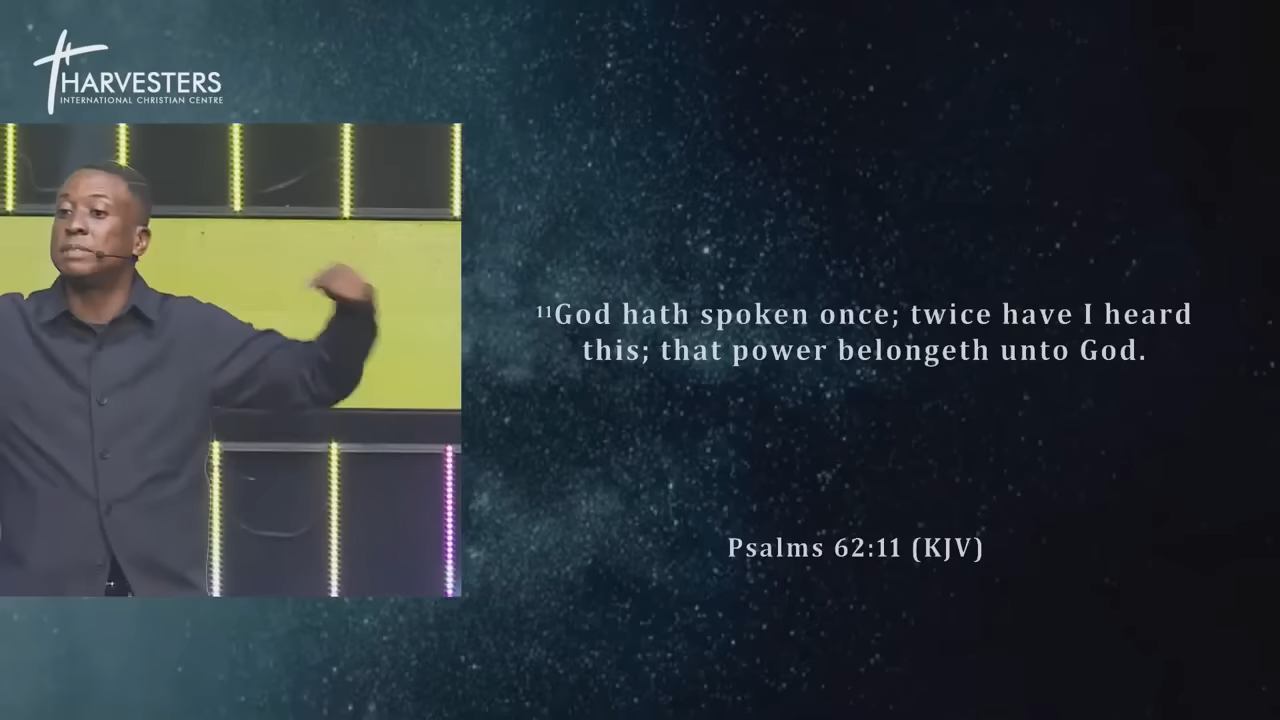 HARVESTERS
INTERNATIONAL CHRISTIAN CENTRE
¹¹God hath spoken once; twice have I heard
this; that power belongeth unto God.
Psalms 62:11 (KJV)